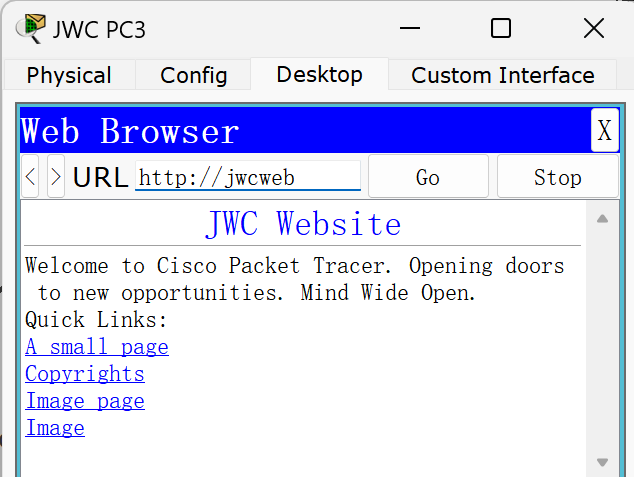 JWC PC3
Physical Config Desktop Custom Interface
Web Browser X
< > URL http://jwcweb Go Stop
JWC Website
Welcome to Cisco Packet Tracer. Opening doors
to new opportunities. Mind Wide Open.
Quick Links:
A small page
Copyrights
Image page
Image